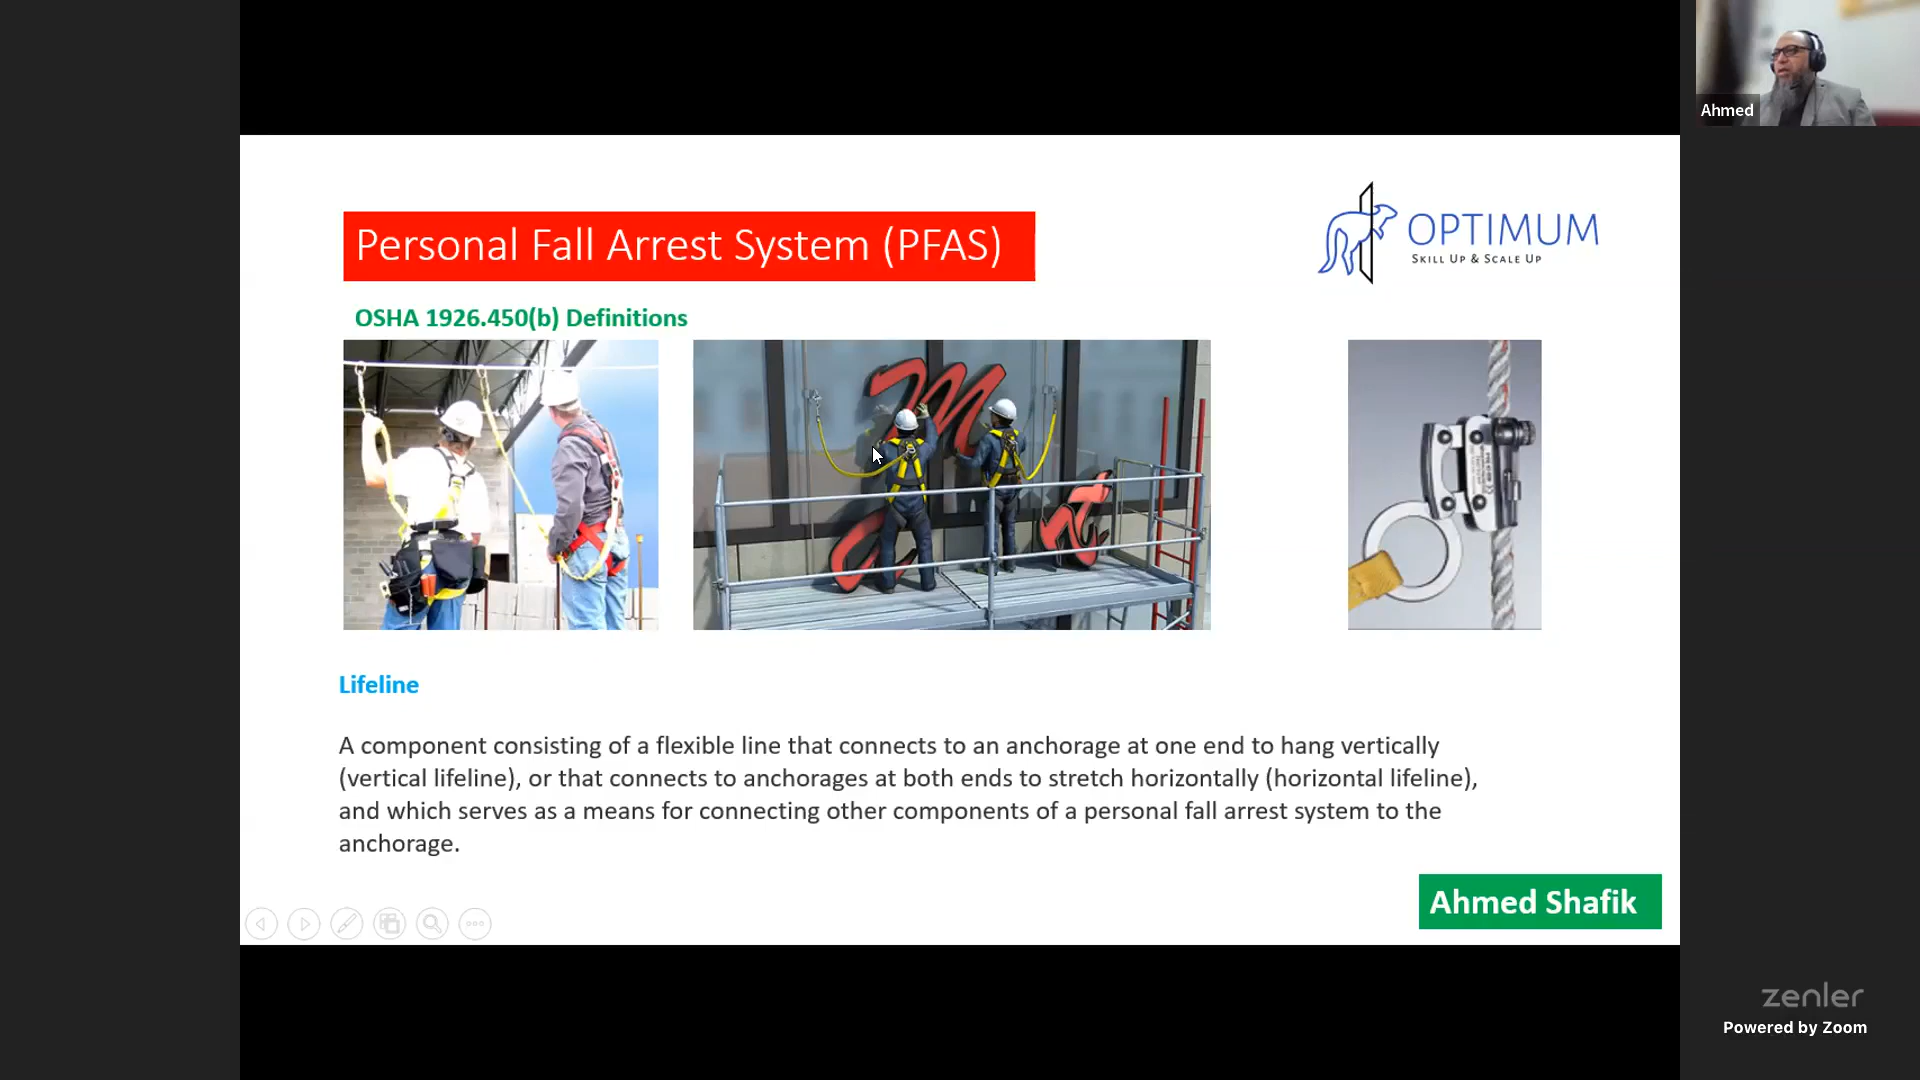 Ahmed
Personal Fall Arrest System (PFAS)
OPTIMUM
SKILL UP & SCALE UP
OSHA 1926.450(b) Definitions
Lifeline
A component consisting of a flexible line that connects to an anchorage at one end to hang vertically
(vertical lifeline), or that connects to anchorages at both ends to stretch horizontally (horizontal lifeline),
and which serves as a means for connecting other components of a personal fall arrest system to the
anchorage.
Ahmed Shafik
zenler
Powered by Zoom